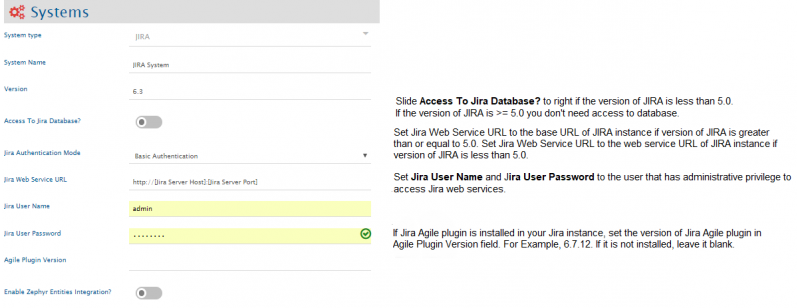 Systems
System type
JIRA
System Name
JIRA System
Version
6.3
Access To Jira Database?
Jira Authentication Mode
Basic Authentication
Jira Web Service URL
http://[Jira Server Host]:[Jira Server Port]
Jira User Name
admin
Jira User Password
........
Agile Plugin Version
Enable Zephyr Entities Integration?
Slide Access To Jira Database? to right if the version of JIRA is less than 5.0.
If the version of JIRA is >= 5.0 you don't need access to database.
Set Jira Web Service URL to the base URL of JIRA instance if version of JIRA is greater
than or equal to 5.0. Set Jira Web Service URL to the web service URL of JIRA instance if
version of JIRA is less than 5.0.
Set Jira User Name and Jira User Password to the user that has administrative privilege to
access Jira web services.
If Jira Agile plugin is installed in your Jira instance, set the version of Jira Agile plugin in
Agile Plugin Version field. For Example, 6.7.12. If it is not installed, leave it blank.